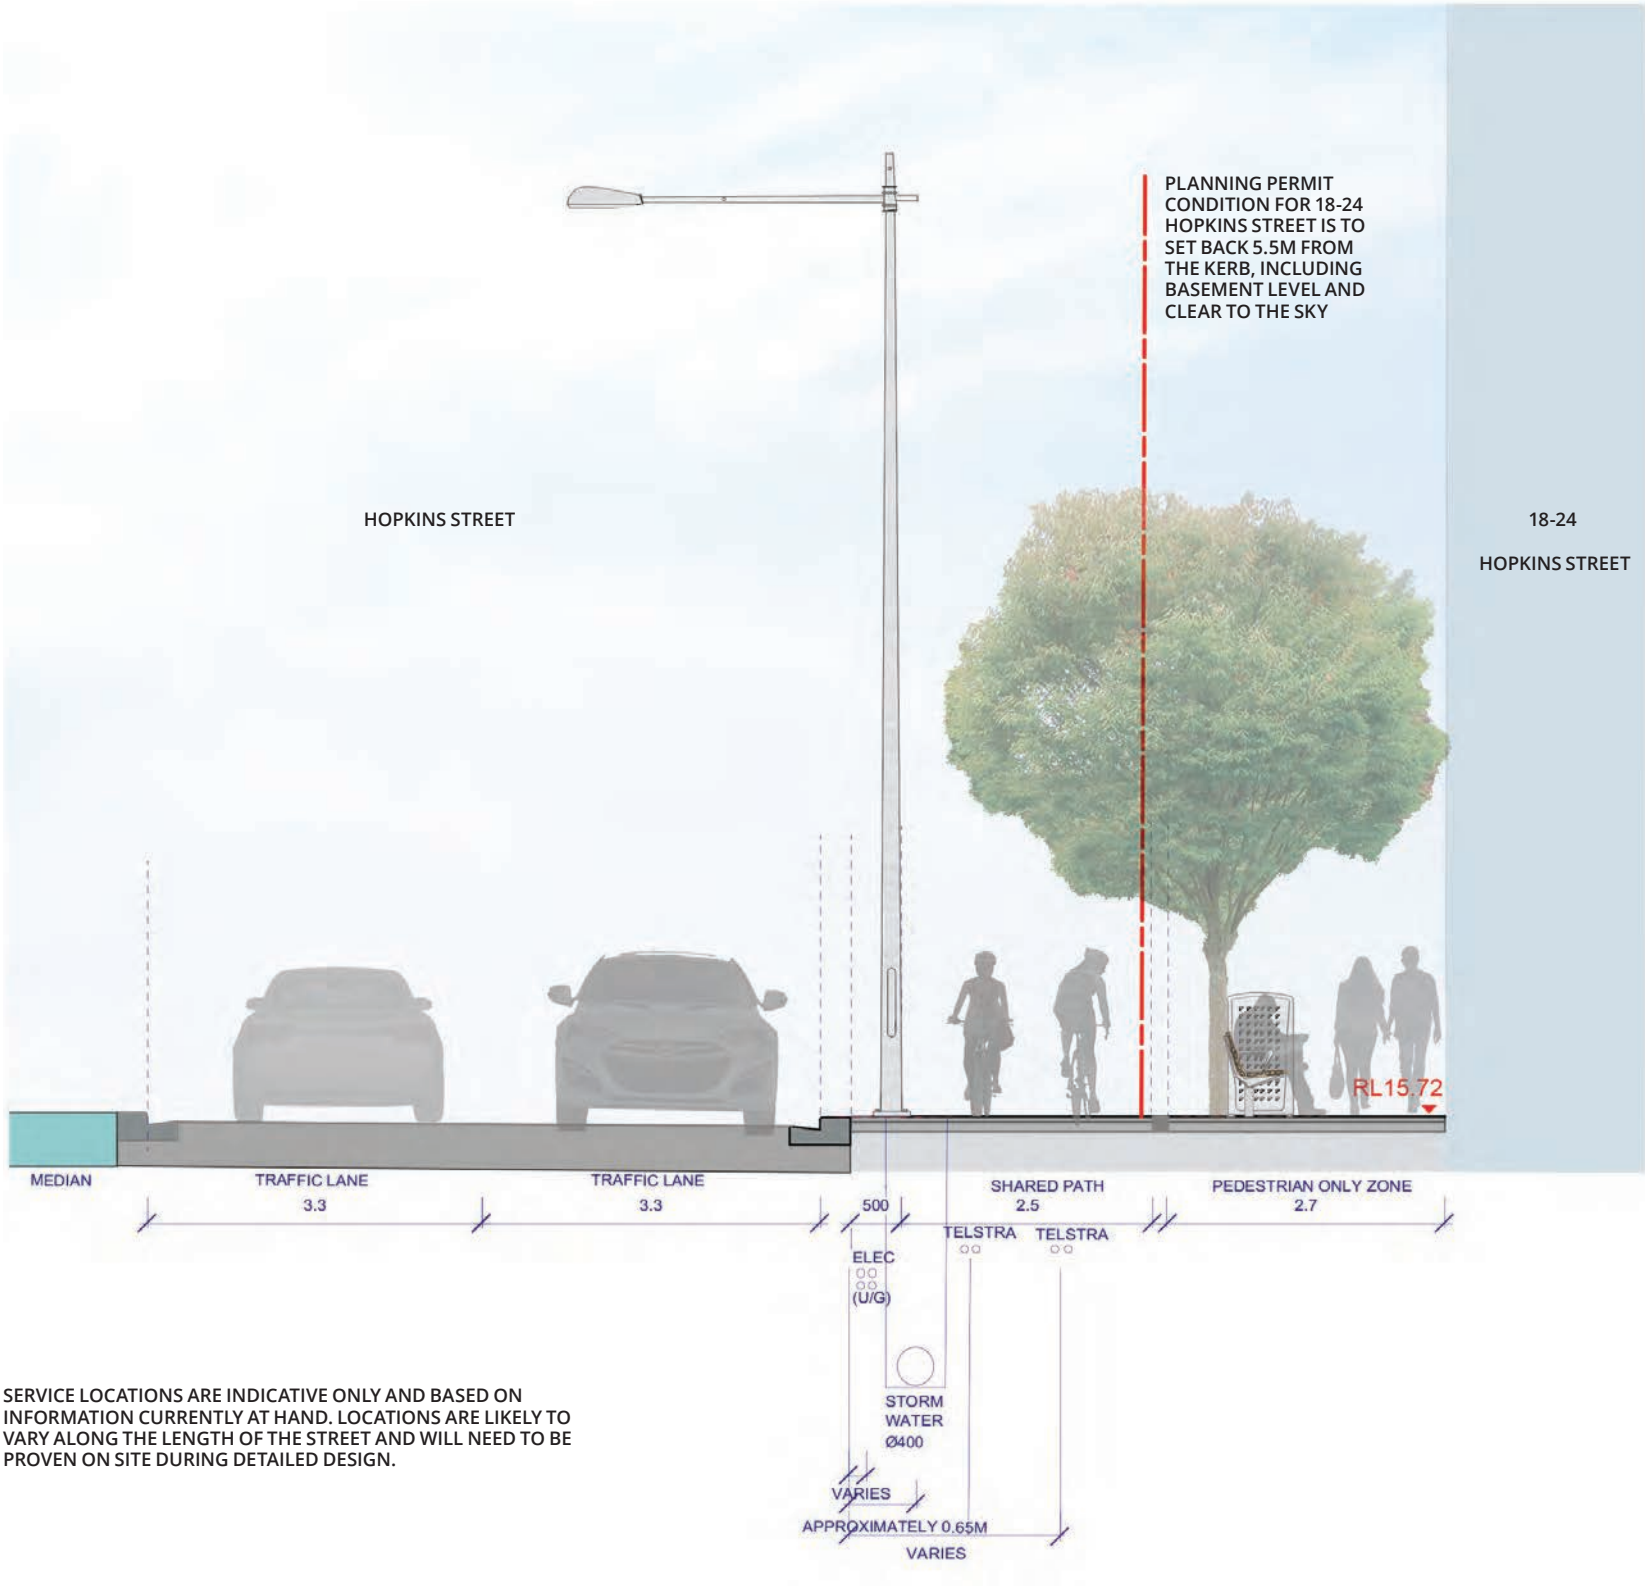 PLANNING PERMIT
CONDITION FOR 18-24
HOPKINS STREET IS TO
SET BACK 5.5M FROM
THE KERB, INCLUDING
BASEMENT LEVEL AND
CLEAR TO THE SKY
HOPKINS STREET
18-24
HOPKINS STREET
RL15.72
MEDIAN
TRAFFIC LANE
3.3
TRAFFIC LANE
3.3
500
SHARED PATH
2.5
PEDESTRIAN ONLY ZONE
2.7
TELSTRA
TELSTRA
ELEC
(U/G)
STORM
WATER
Ø400
SERVICE LOCATIONS ARE INDICATIVE ONLY AND BASED ON
INFORMATION CURRENTLY AT HAND. LOCATIONS ARE LIKELY TO
VARY ALONG THE LENGTH OF THE STREET AND WILL NEED TO BE
PROVEN ON SITE DURING DETAILED DESIGN.
VARIES
APPROXIMATELY 0.65M
VARIES